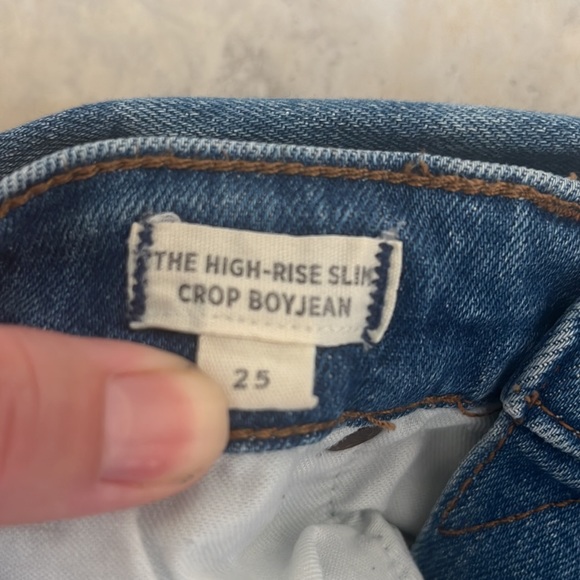 THE HIGH-RISE SLIM
CROP BOYJEAN
25